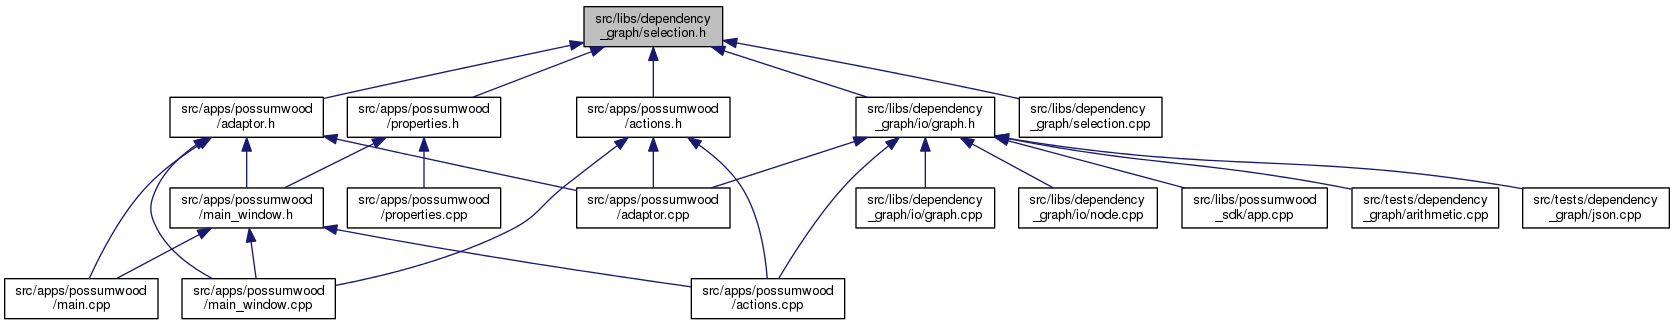 src/libs/dependency
_graph/selection.h
src/apps/possumwood
/adaptor.h
src/apps/possumwood
/properties.h
src/apps/possumwood
/actions.h
src/libs/dependency
_graph/io/graph.h
src/libs/dependency
_graph/selection.cpp
src/apps/possumwood
/main_window.h
src/apps/possumwood
/properties.cpp
src/apps/possumwood
/adaptor.cpp
src/libs/dependency
_graph/io/graph.cpp
src/libs/dependency
_graph/io/node.cpp
src/libs/possumwood
_sdk/app.cpp
src/tests/dependency
_graph/arithmetic.cpp
src/tests/dependency
_graph/json.cpp
src/apps/possumwood
/main.cpp
src/apps/possumwood
/main_window.cpp
src/apps/possumwood
/actions.cpp